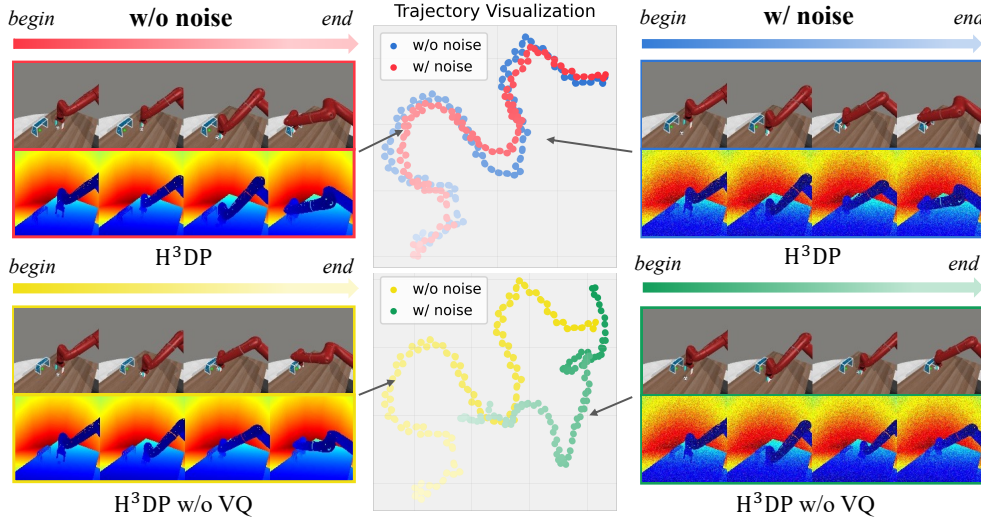 w/o noise
begin
end
H³DP
Trajectory Visualization
w/o noise
w/ noise
w/ noise
begin
end
H³DP
begin
end
H³DP w/o VQ
w/o noise
w/ noise
begin
end
H³DP w/o VQ